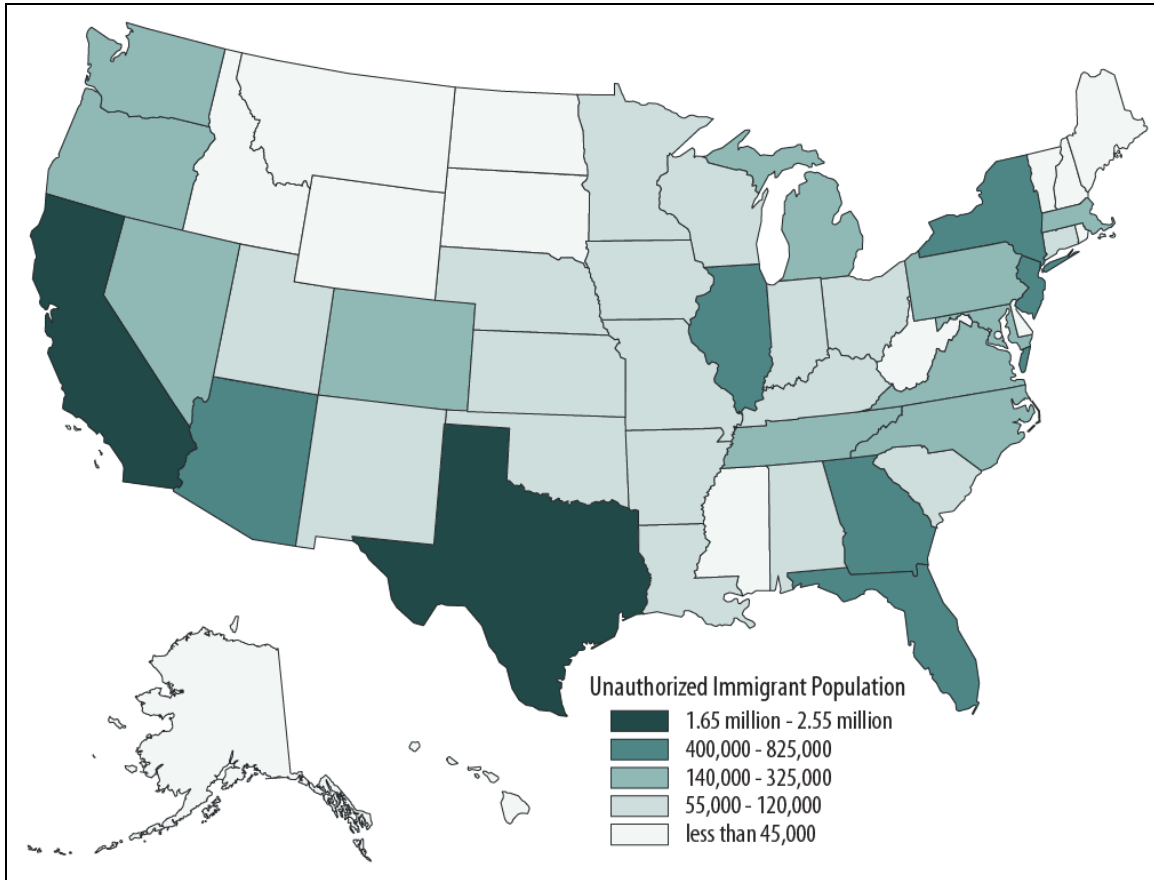 Unauthorized Immigrant Population
1.65 million - 2.55 million
400,000 - 825,000
140,000 - 325,000
55,000 - 120,000
less than 45,000